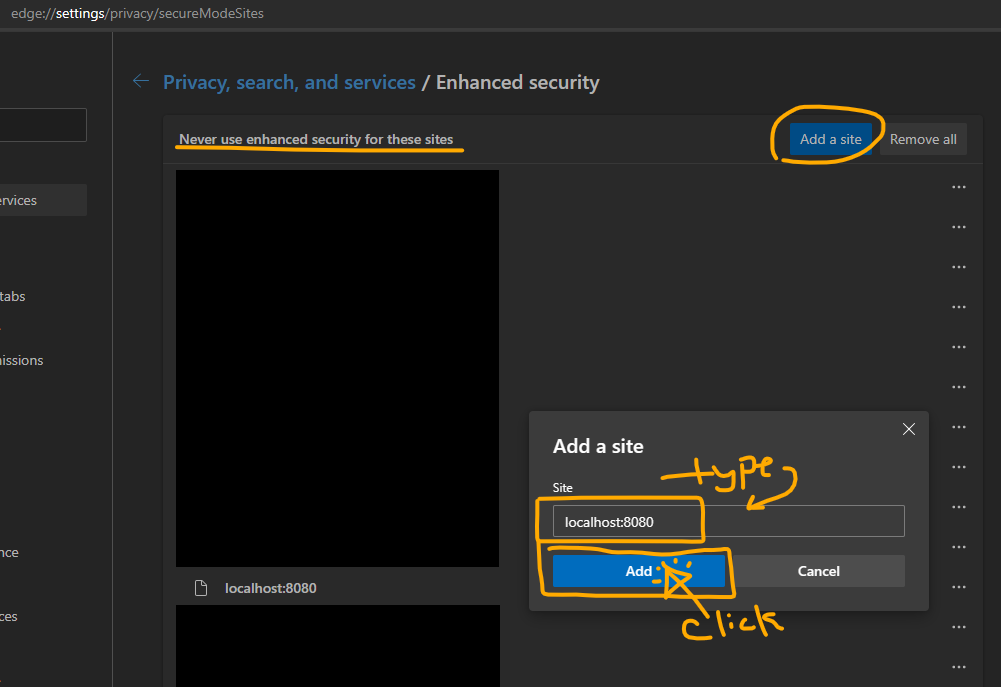 edge://settings/privacy/secureModeSites
Privacy, search, and services / Enhanced security
Never use enhanced security for these sites
Add a site
Remove all
ervices
tabs
issions
nce
ces
Add a site
type
Site
localhost:8080
Add
Cancel
localhost:8080
click